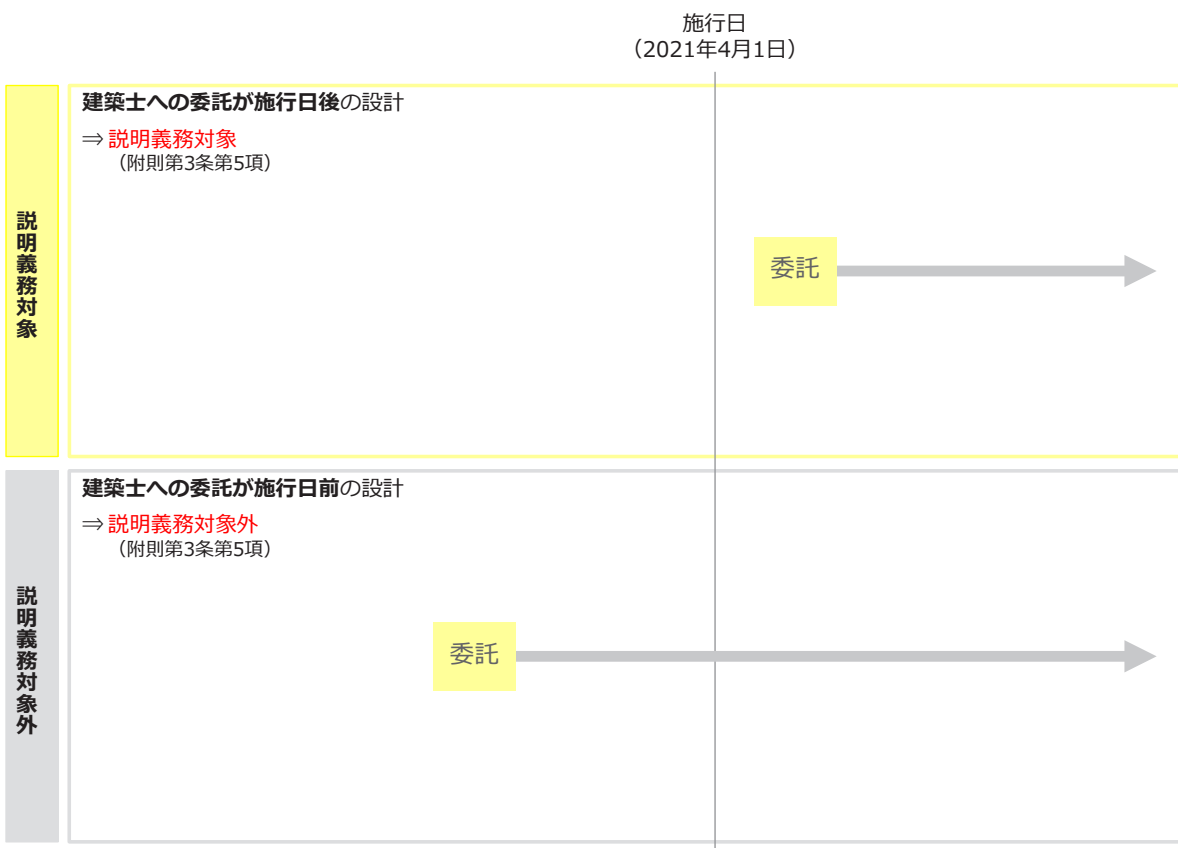 施行日
（2021年4月1日）
説明義務対象
建築士への委託が施行日後の設計
⇒ 説明義務対象
（附則第3条第5項）
委託
説明義務対象外
建築士への委託が施行日前の設計
⇒ 説明義務対象外
（附則第3条第5項）
委託